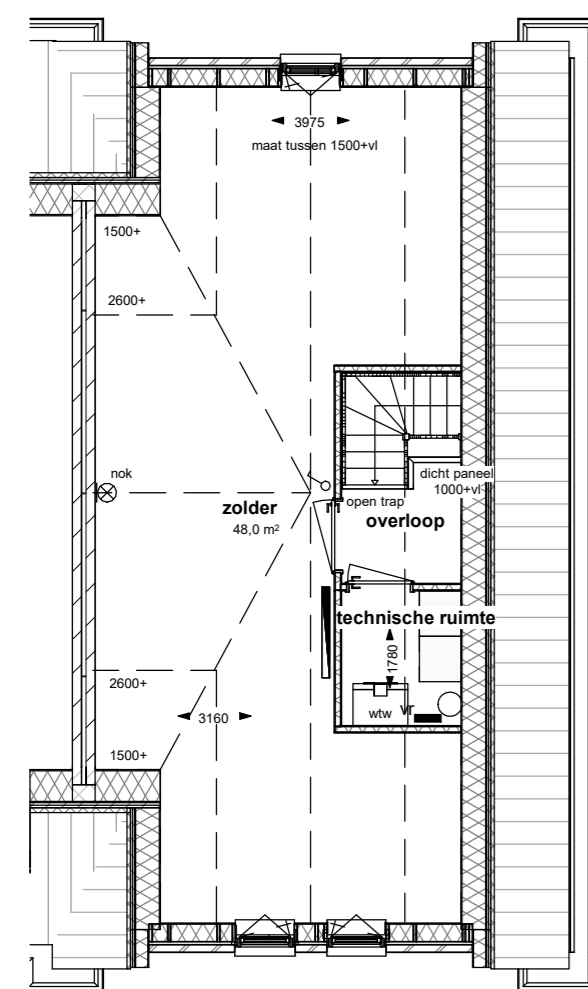 3975
maat tussen 1500+vl
1500+
2600+
nok
zolder
48,0 m²
open trap
dicht paneel
1000+vl
overloop
technische ruimte
1780
2600+
3160
wtw
vr
1500+